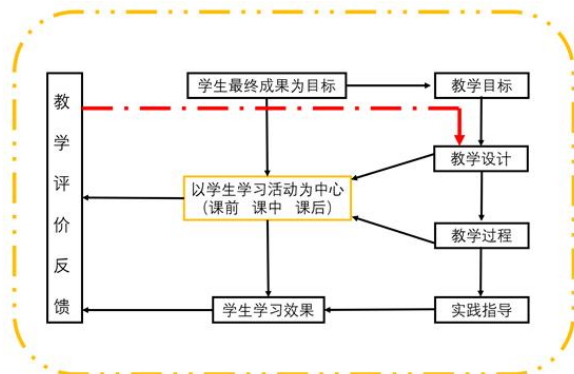 教学评价反馈
学生最终成果为目标
教学目标
教学设计
以学生学习活动为中心
（课前 课中 课后）
教学过程
学生学习效果
实践指导